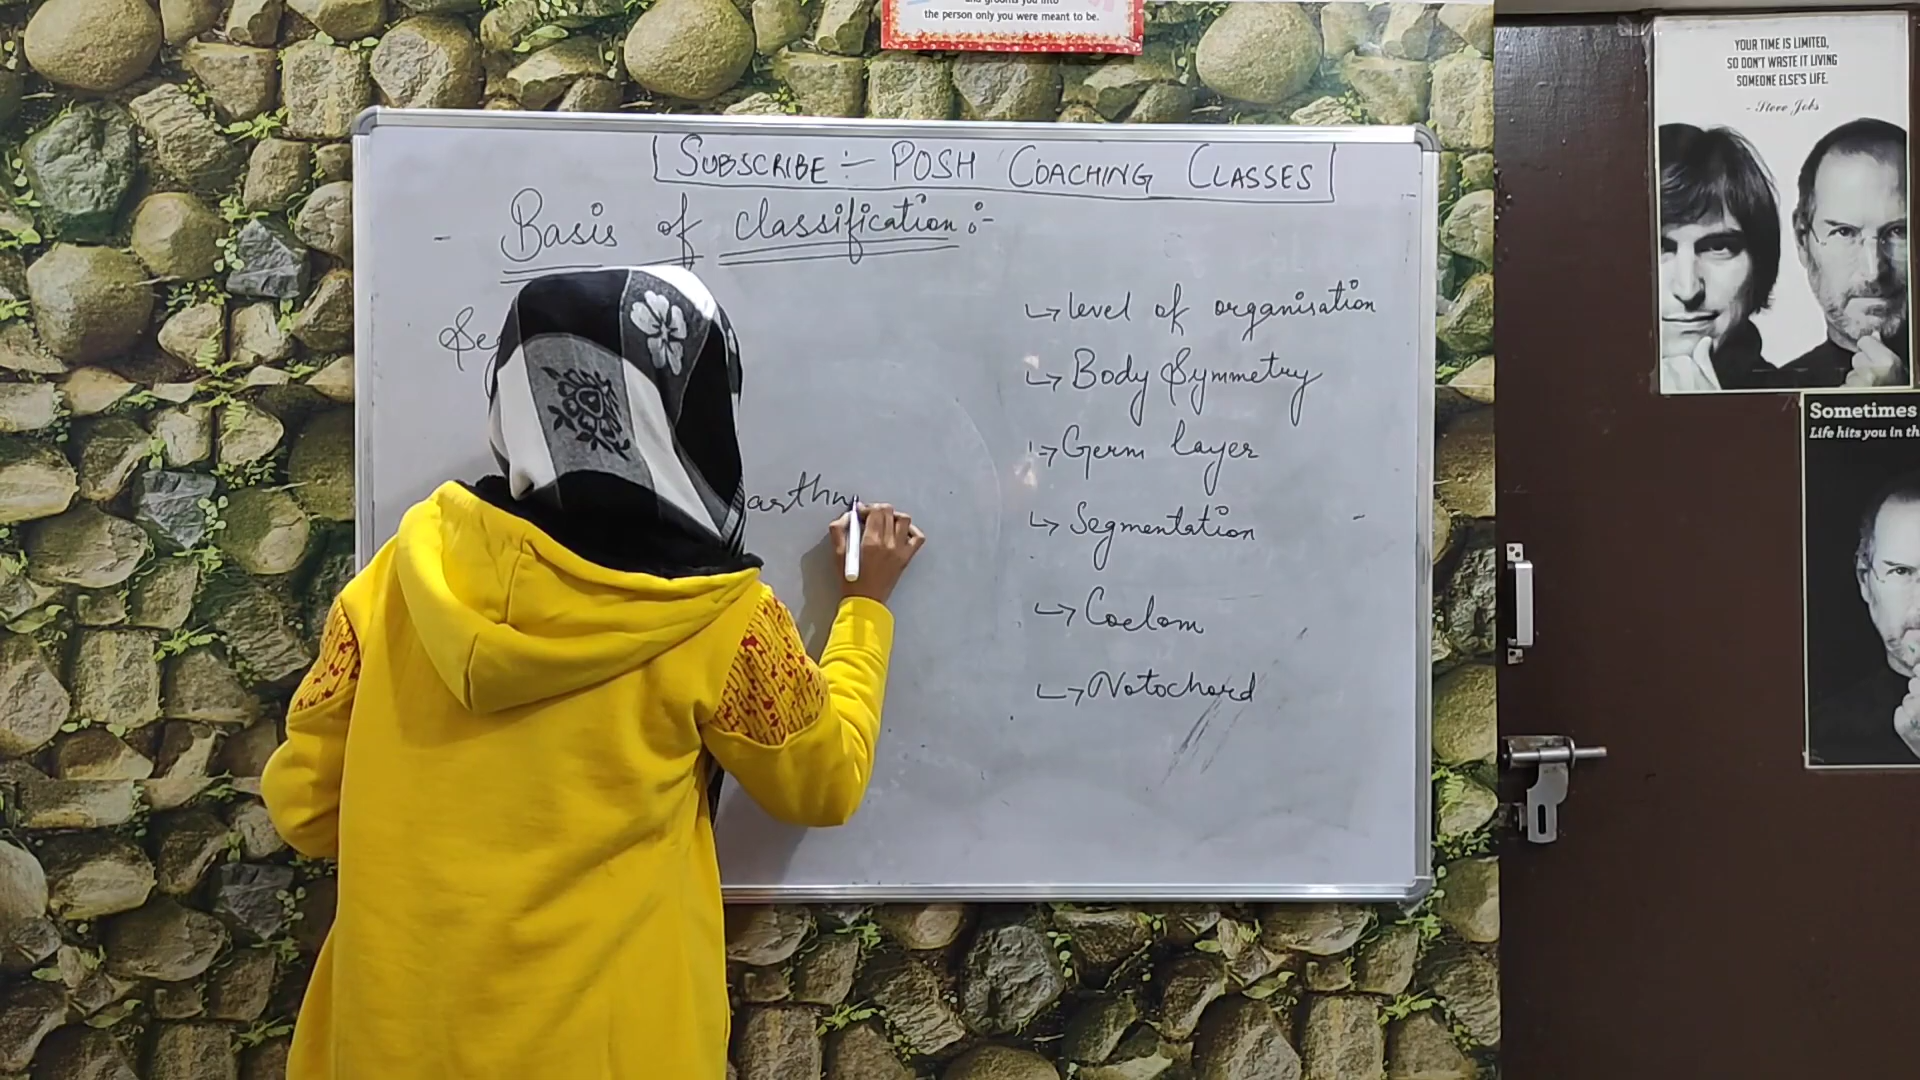 the person only you were meant to be.
YOUR TIME IS LIMITED,
SO DON'T WASTE IT LIVING
SOMEONE ELSE'S LIFE.
- Steve Jobs
Sometimes
Life hits you in th
SUBSCRIBE :- POSH COACHING CLASSES
- Basis of classification :-
Se
arthr
↳ level of organisation
↳ Body Symmetry
↳ Germ layer
↳ Segmentation
↳ Coelom
↳ Notochord